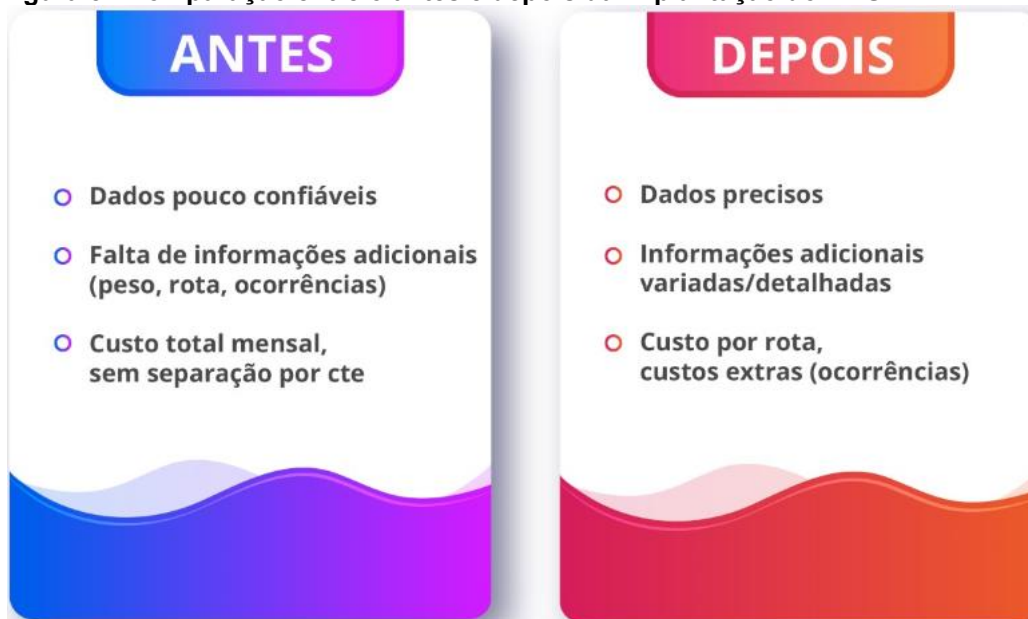 ANTES
Dados pouco confiáveis
Falta de informações adicionais
(peso, rota, ocorrências)
Custo total mensal,
sem separação por cte
DEPOIS
Dados precisos
Informações adicionais
variadas/detalhadas
Custo por rota,
custos extras (ocorrências)